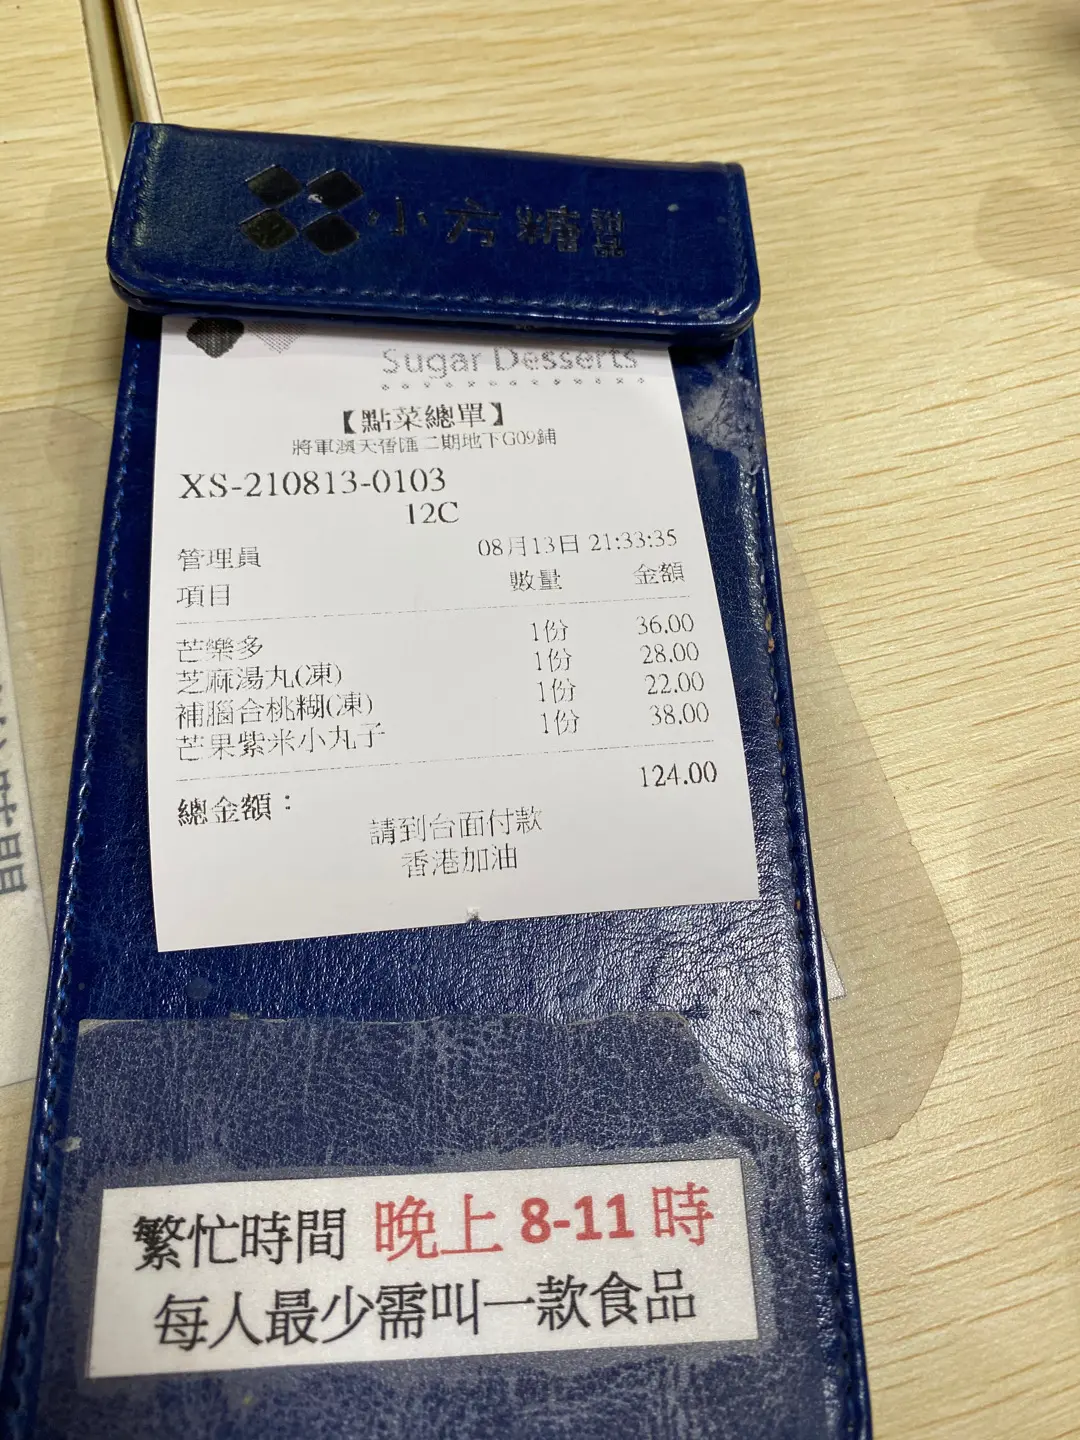 小方糖
Sugar Desserts
【點菜總單】
將軍澳天晉匯二期地下G09鋪
XS-210813-0103
12C
管理員 08月13日 21:33:35
項目 數量 金額
芒樂多 1份 36.00
芝麻湯丸(凍) 1份 28.00
補腦合桃糊(凍) 1份 22.00
芒果紫米小丸子 1份 38.00
總金額： 124.00
請到台面付款
香港加油
繁忙時間 晚上 8-11 時
每人最少需叫一款食品